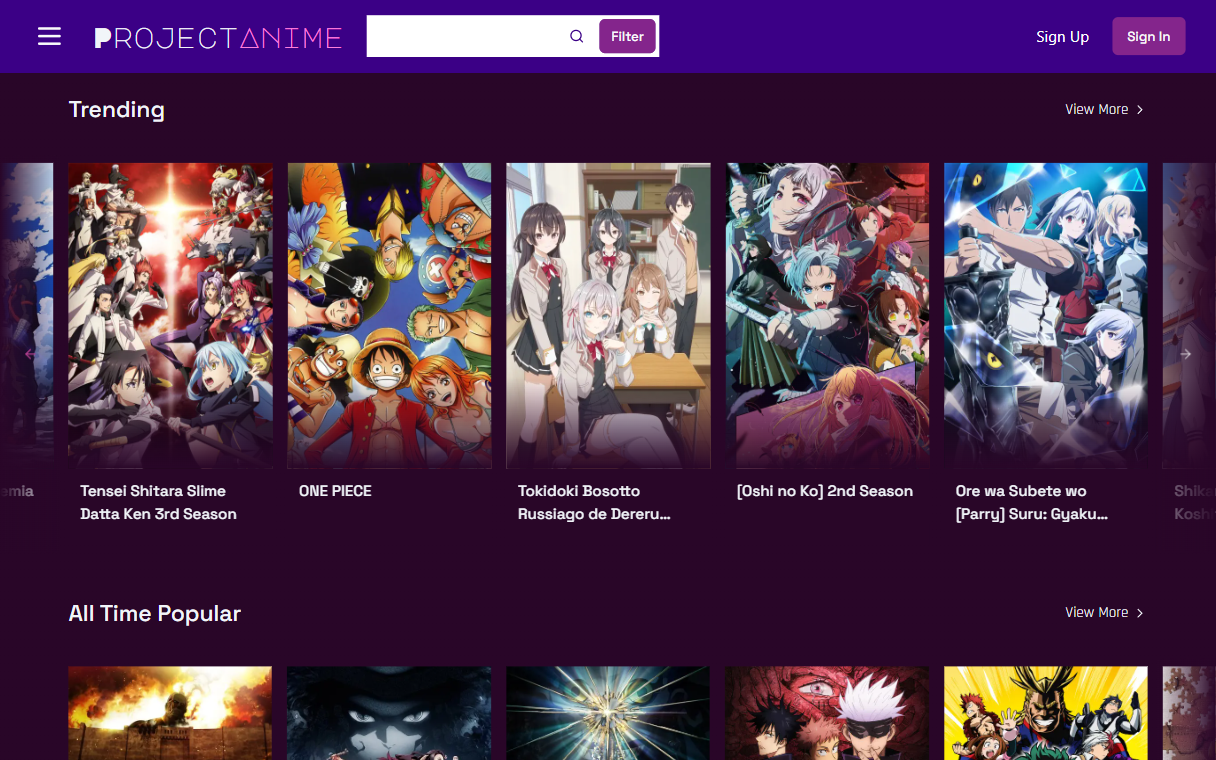 PROJECTANIME
Filter
Sign Up
Sign In
Trending
View More
emia
Tensei Shitara Slime
Datta Ken 3rd Season
ONE PIECE
Tokidoki Bosotto
Russiago de Dereru...
[Oshi no Ko] 2nd Season
Ore wa Subete wo
[Parry] Suru: Gyaku...
Shika
Koshi
All Time Popular
View More